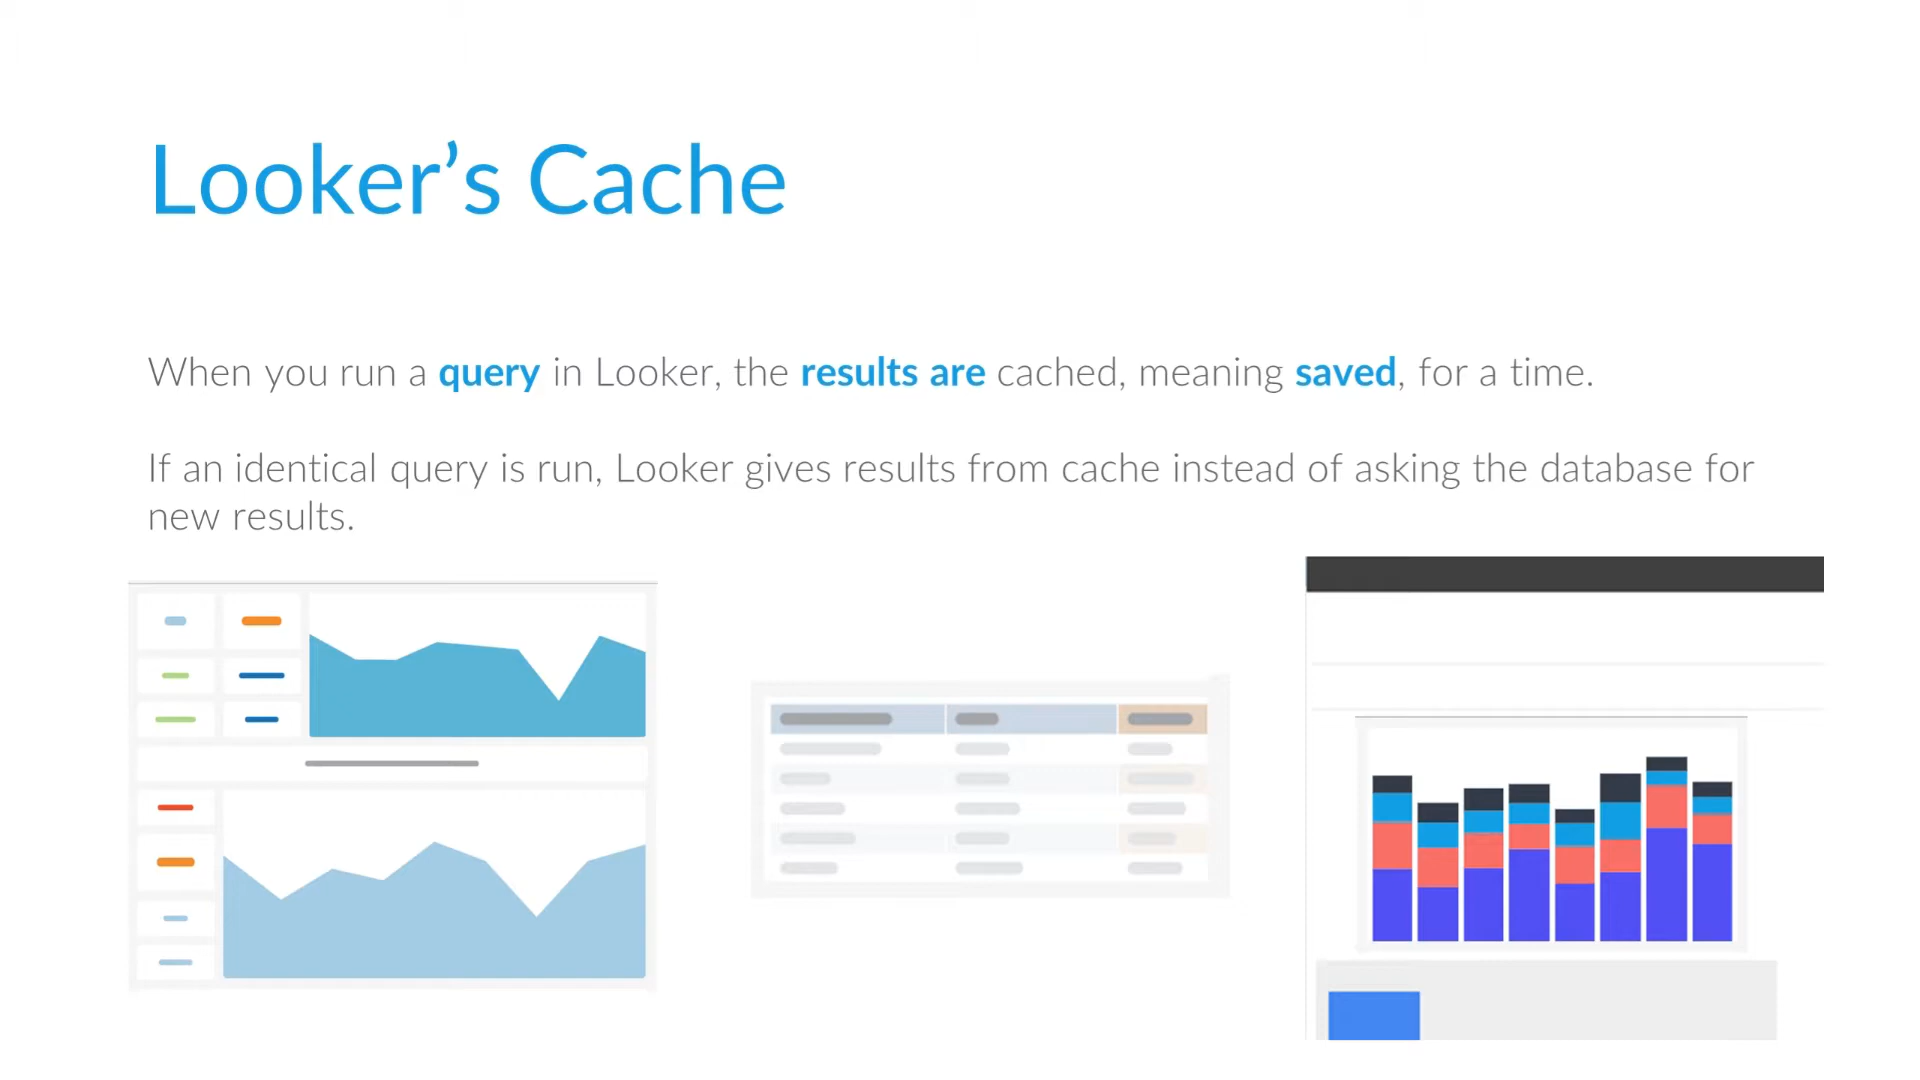 Looker’s Cache
When you run a query in Looker, the results are cached, meaning saved, for a time.
If an identical query is run, Looker gives results from cache instead of asking the database for
new results.